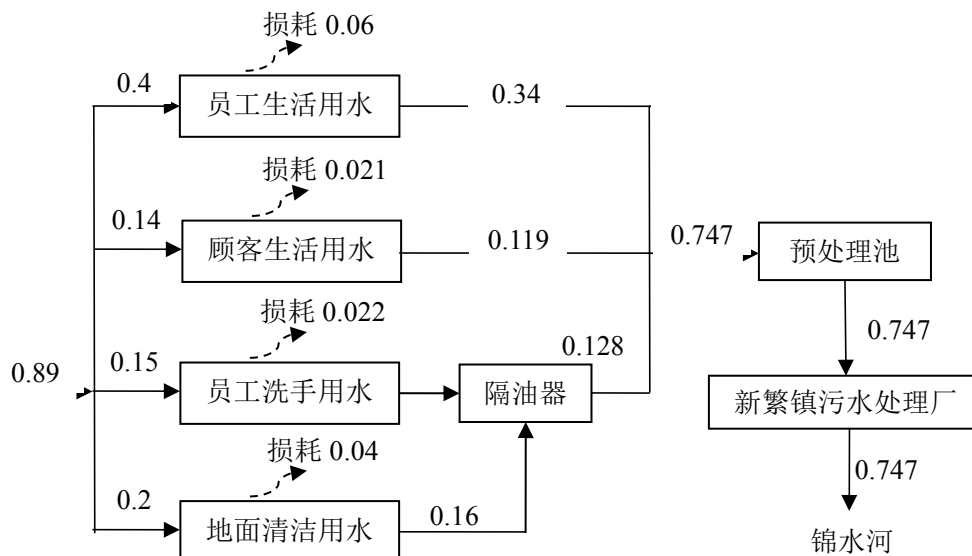 损耗 0.06
0.4
员工生活用水
0.34
损耗 0.021
0.14
顾客生活用水
0.119
0.747
预处理池
损耗 0.022
0.747
0.89
0.15
员工洗手用水
0.128
隔油器
新繁镇污水处理厂
损耗 0.04
0.747
0.2
地面清洁用水
0.16
锦水河